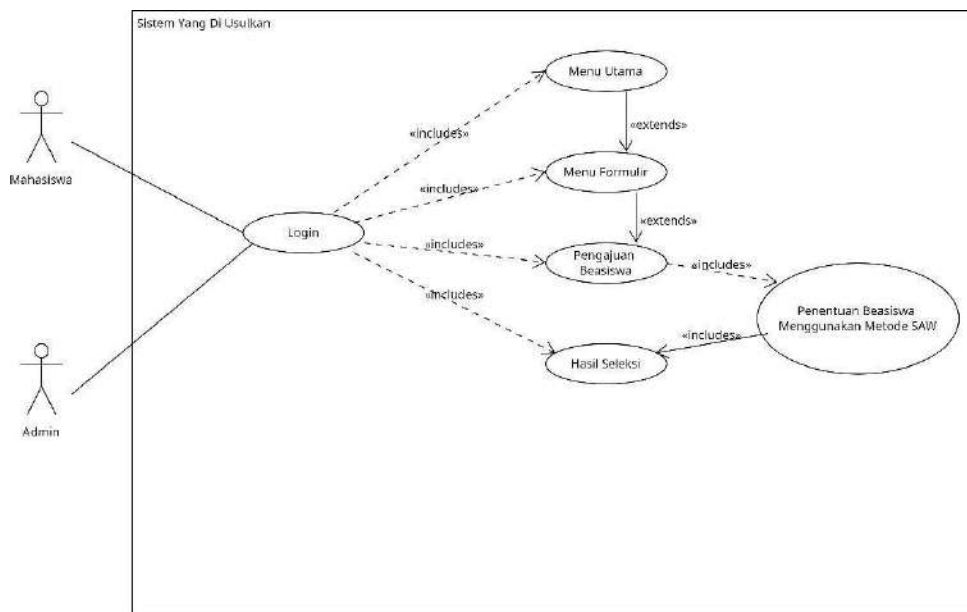 Sistem Yang Di Usulkan
Menu Utama
«includes»
«extends»
Mahasiswa
«includes»
Menu Formulir
Login
«extends»
«includes»
Pengajuan
Beasiswa
«includes»
«includes»
Penentuan Beasiswa
Menggunakan Metode SAW
«includes»
Hasil Seleksi
Admin